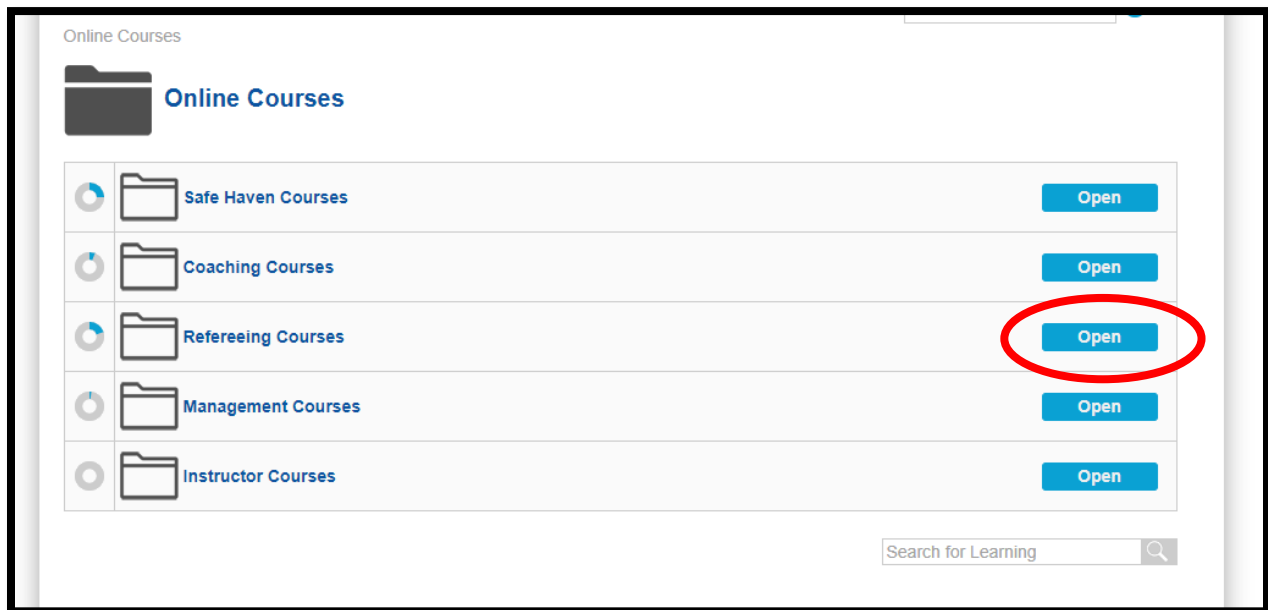 Online Courses
Online Courses
Safe Haven Courses Open
Coaching Courses Open
Refereeing Courses Open
Management Courses Open
Instructor Courses Open
Search for Learning